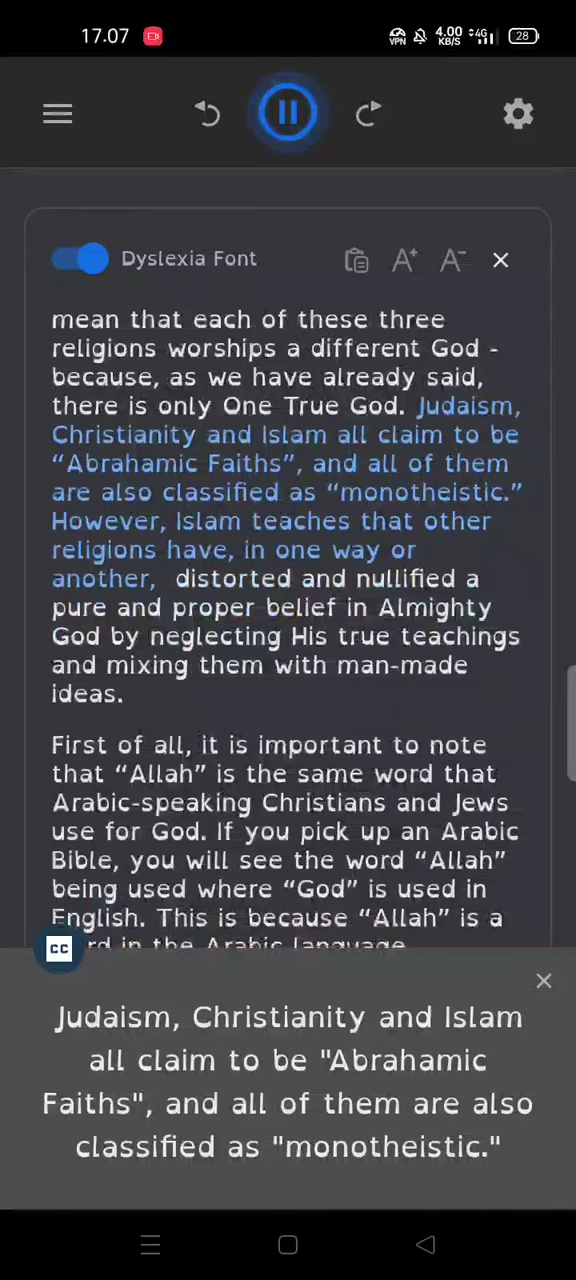 17.07
VPN
4.00
KB/S
4G
28
Dyslexia Font
A+
A-
mean that each of these three
religions worships a different God -
because, as we have already said,
there is only One True God. Judaism,
Christianity and Islam all claim to be
“Abrahamic Faiths”, and all of them
are also classified as “monotheistic.”
However, Islam teaches that other
religions have, in one way or
another,  distorted and nullified a
pure and proper belief in Almighty
God by neglecting His true teachings
and mixing them with man-made
ideas.
First of all, it is important to note
that “Allah” is the same word that
Arabic-speaking Christians and Jews
use for God. If you pick up an Arabic
Bible, you will see the word “Allah”
being used where “God” is used in
English. This is because “Allah” is a
in the Arabic language
CC
Judaism, Christianity and Islam
all claim to be "Abrahamic
Faiths", and all of them are also
classified as "monotheistic."